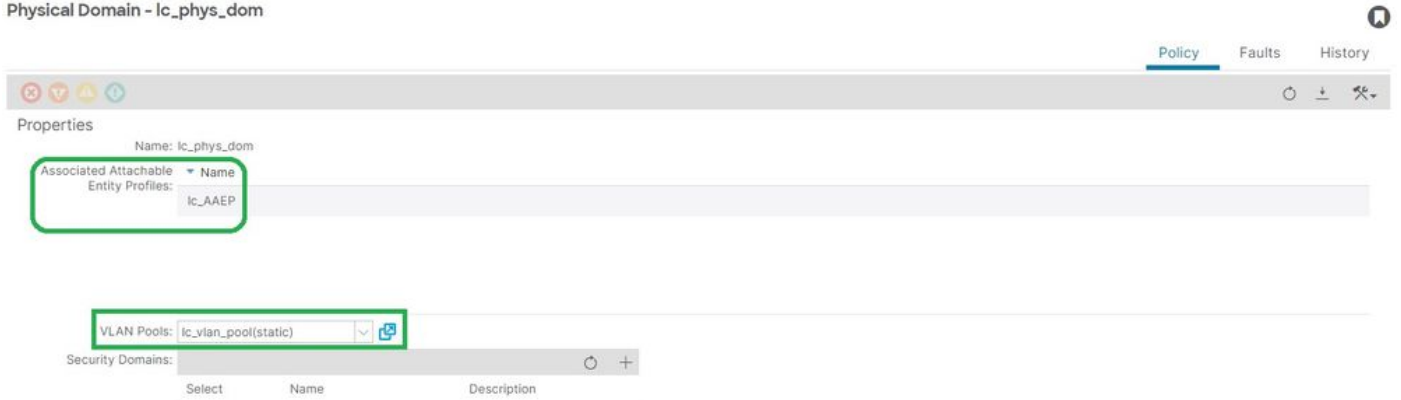 Physical Domain - lc_phys_dom
Policy Faults History
Properties
Name: lc_phys_dom
Associated Attachable Entity Profiles:
Name
lc_AAEP
VLAN Pools: lc_vlan_pool(static)
Security Domains:
Select Name Description